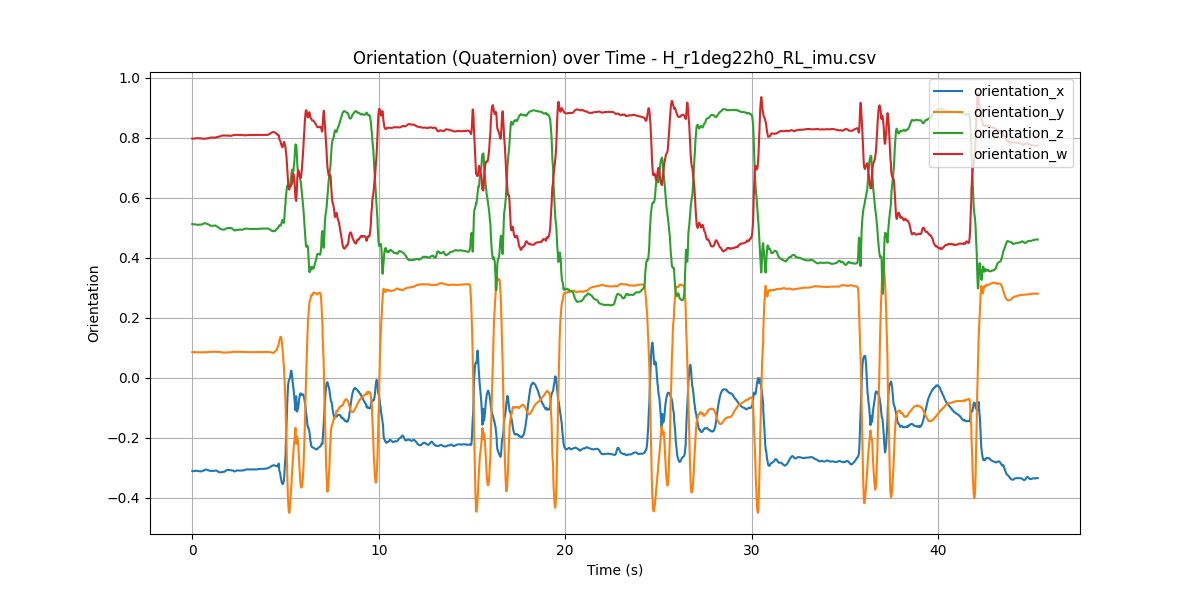 Orientation (Quaternion) over Time - H_r1deg22h0_RL_imu.csv
1.0
0.8
0.6
0.4
0.2
0.0
−0.2
−0.4
Orientation
0 10 20 30 40
Time (s)
orientation_x
orientation_y
orientation_z
orientation_w